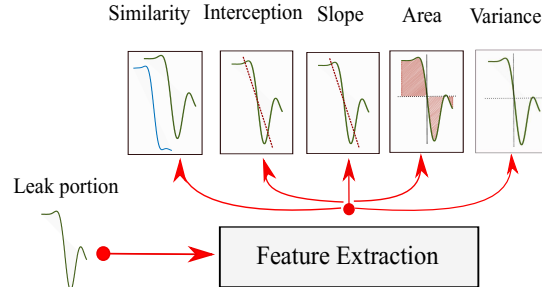 Similarity
Interception
Slope
Area
Variance
Leak portion
Feature Extraction